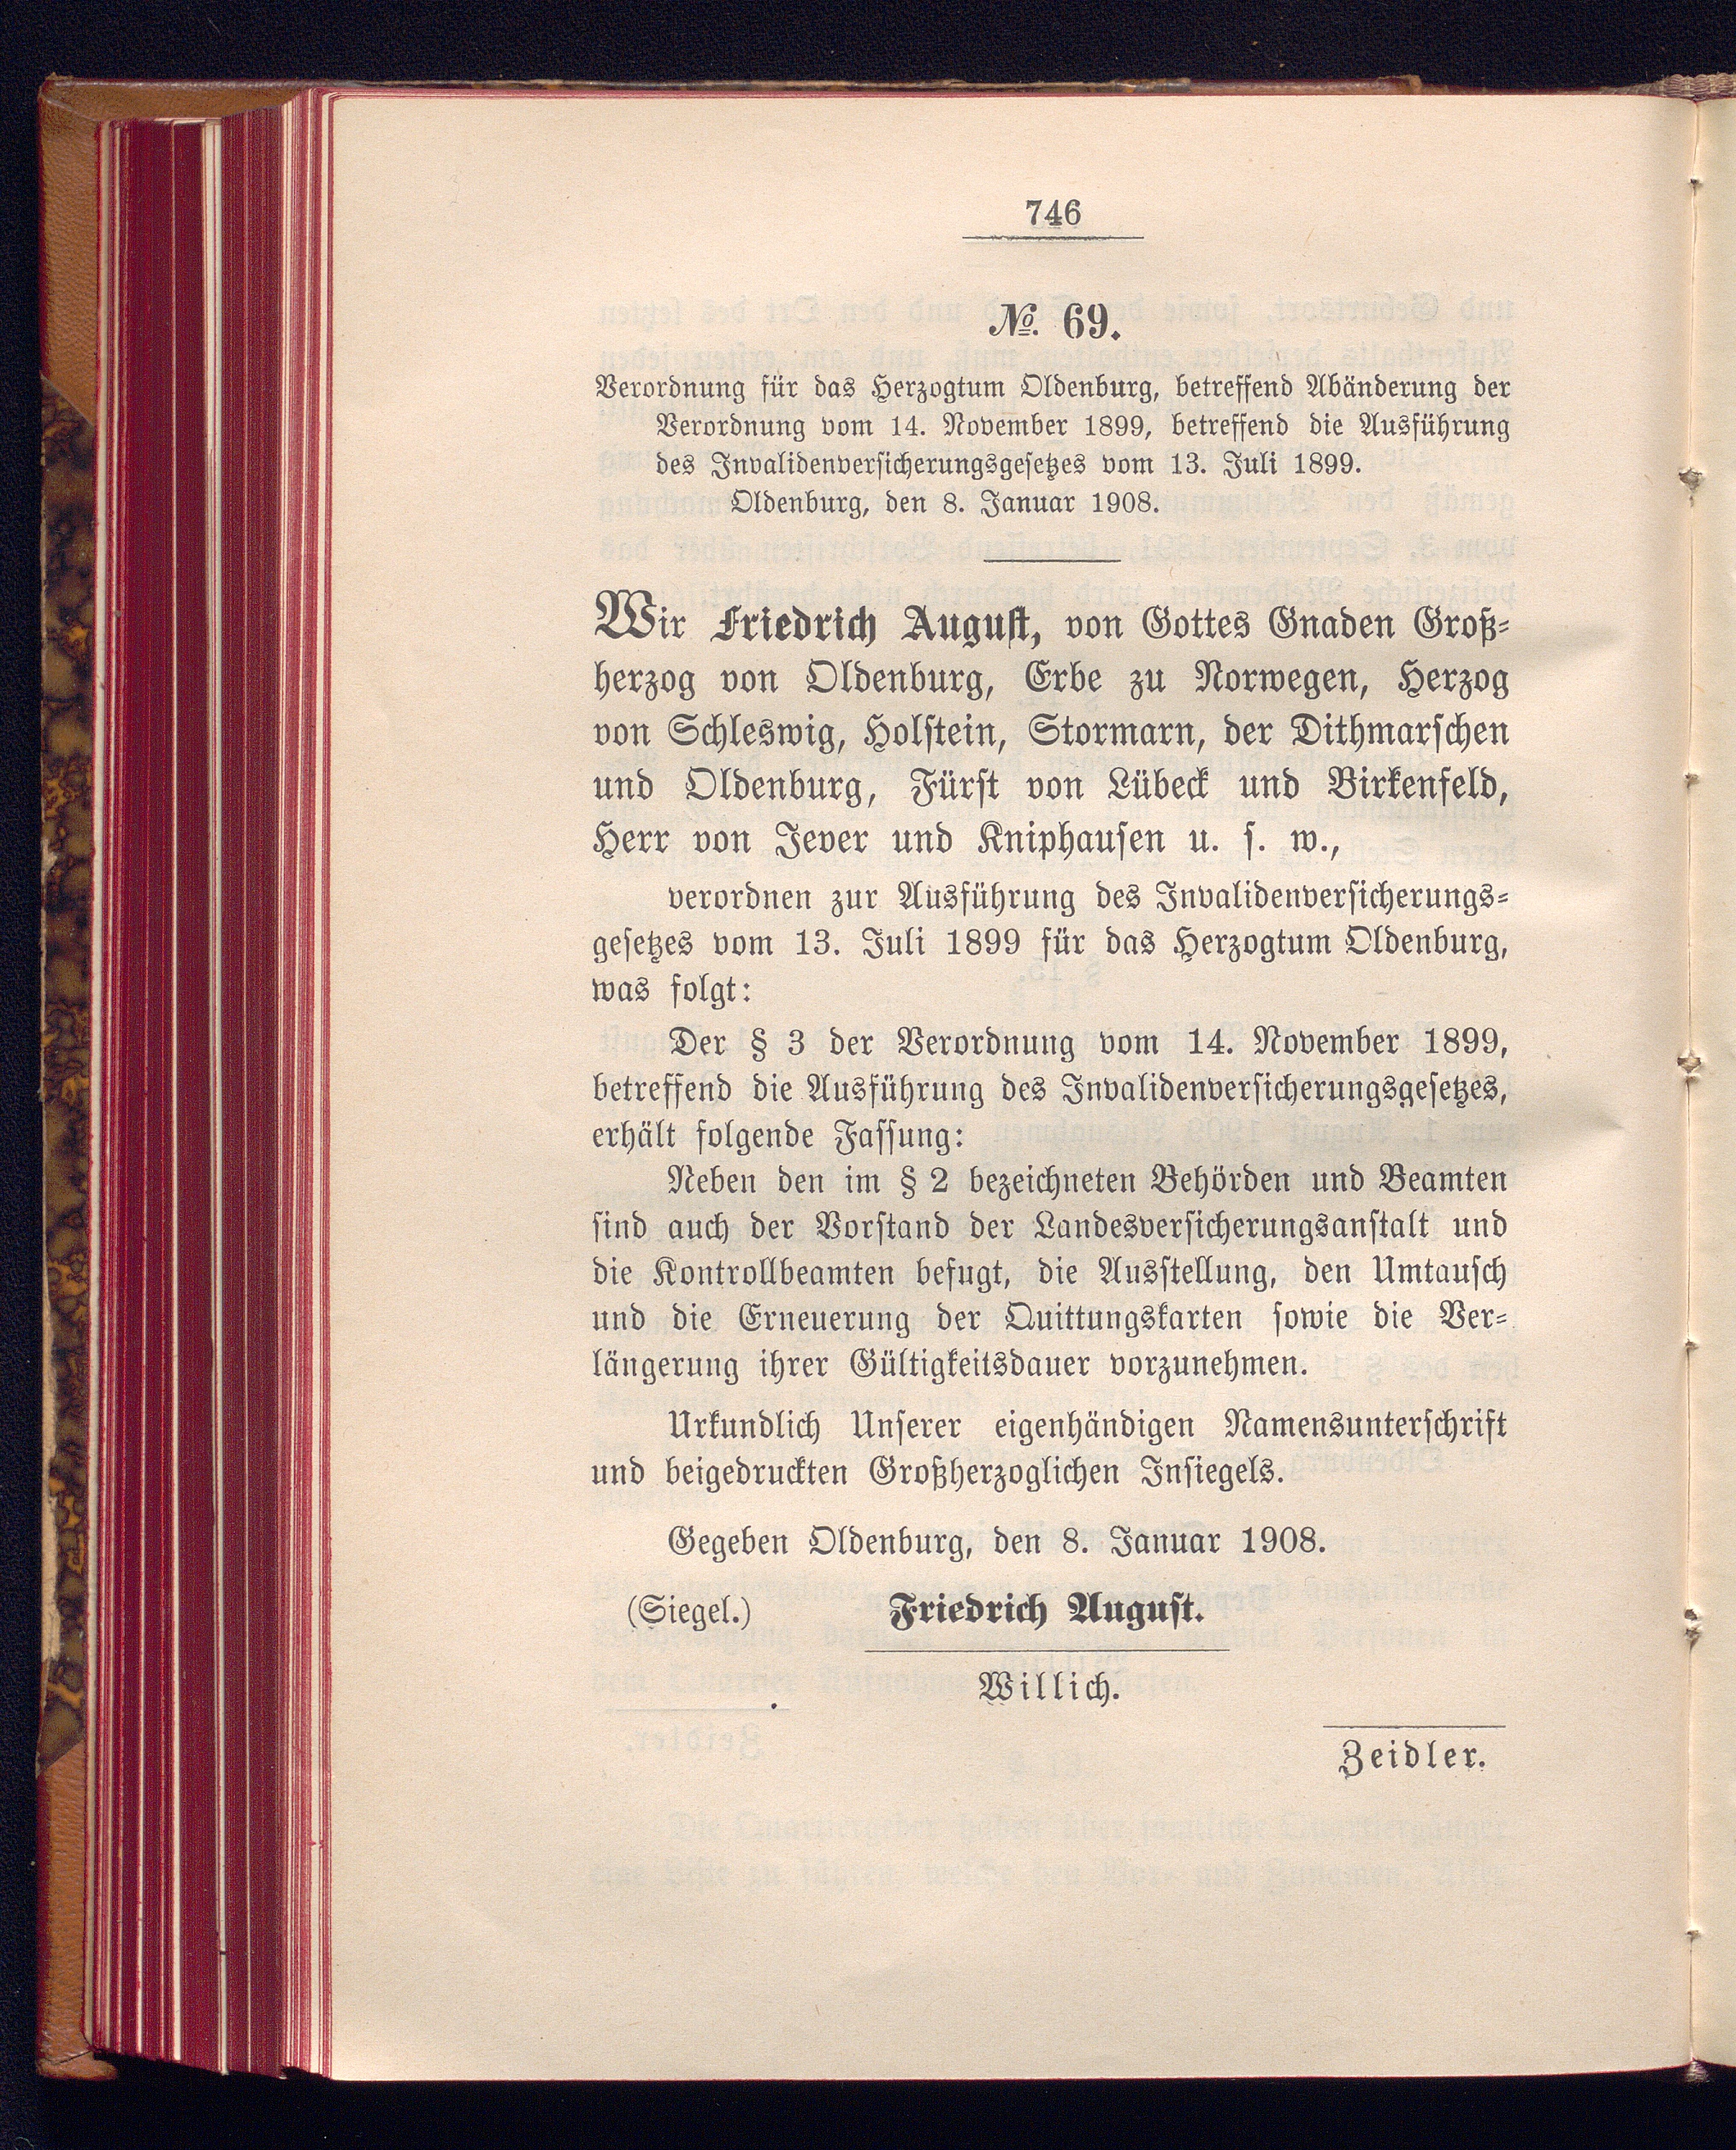 746
№. 69.
Verordnung für das Herzogtum Oldenburg, betreffend Abänderung der
Verordnung vom 14. November 1899, betreffend die Ausführung
des Invalidenversicherungsgesetzes vom 13. Juli 1899.
Oldenburg, den 8. Januar 1908.
Wir Friedrich August, von Gottes Gnaden Groß-
herzog von Oldenburg, Erbe zu Norwegen, Herzog
von Schleswig, Holstein, Stormarn, der Dithmarschen
und Oldenburg, Fürst von Lübeck und Birkenfeld,
Herr von Jever und Kniphausen u. s. w.,
verordnen zur Ausführung des Invalidenversicherungs-
gesetzes vom 13. Juli 1899 für das Herzogtum Oldenburg,
was folgt:
Der § 3 der Verordnung vom 14. November 1899,
betreffend die Ausführung des Invalidenversicherungsgesetzes,
erhält folgende Fassung:
Neben den im § 2 bezeichneten Behörden und Beamten
sind auch der Vorstand der Landesversicherungsanstalt und
die Kontrollbeamten befugt, die Ausstellung, den Umtausch
und die Erneuerung der Quittungskarten sowie die Ver-
längerung ihrer Gültigkeitsdauer vorzunehmen.
Urkundlich Unserer eigenhändigen Namensunterschrift
und beigedruckten Großherzoglichen Insiegels.
Gegeben Oldenburg, den 8. Januar 1908.
(Siegel.) Friedrich August.
Willich.
Zeidler.